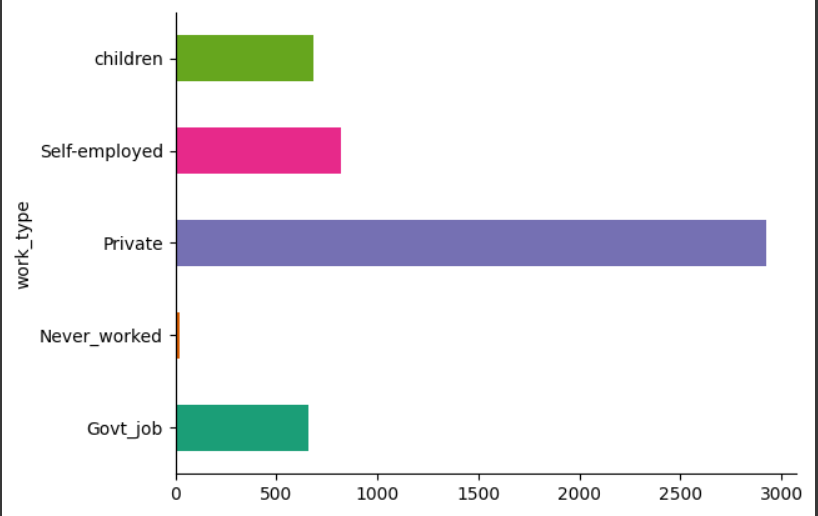 children
Self-employed
Private
Never_worked
Govt_job
work_type
0 500 1000 1500 2000 2500 3000